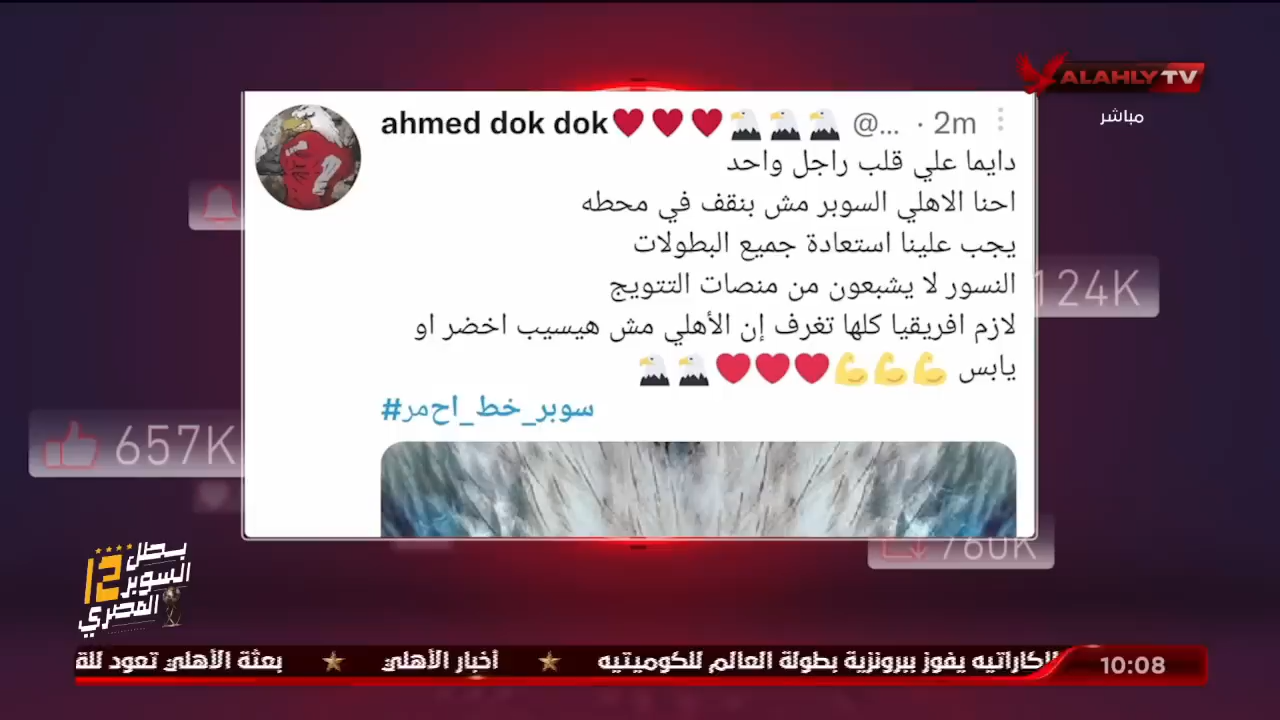 ALAHLY TV
مباشر
ahmed dok dok❤️❤️❤️🦅🦅🦅 @... · 2m
دايما علي قلب راجل واحد
احنا الاهلي السوبر مش بنقف في محطه
يجب علينا استعادة جميع البطولات
النسور لا يشبعون من منصات التتويج
لازم افريقيا كلها تغرف إن الأهلي مش هيسيب اخضر او
يابس 💪💪💪❤️❤️❤️🦅🦅
#سوبر_خط_احمر
124K
657K
760K
بطل
12 السوبر
المصري
10:08
الكاراتيه يفوز ببرونزية بطولة العالم للكوميتيه ★ أخبار الأهلي ★ بعثة الأهلي تعود للق